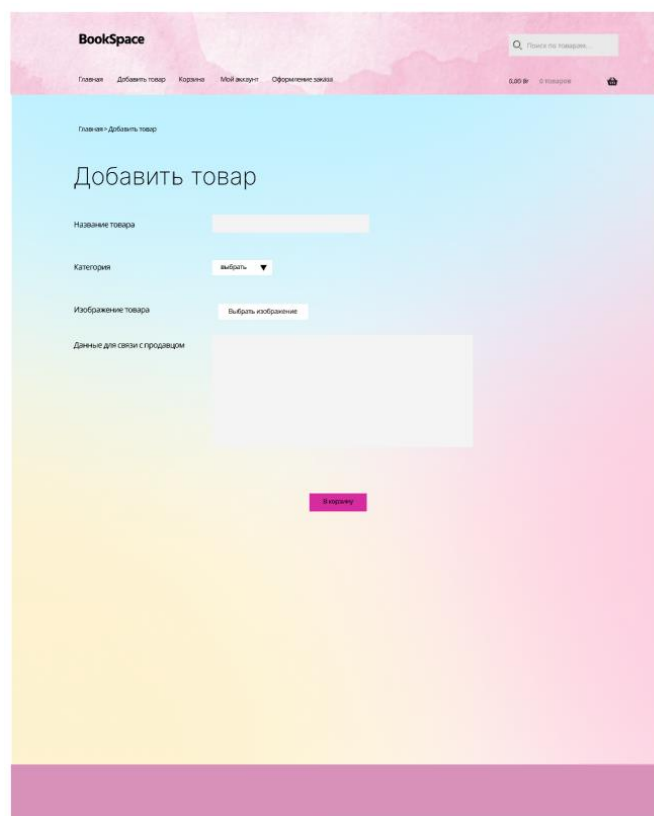 BookSpace
Поиск по товарам...
Главная Добавить товар Корзина Мой аккаунт Оформление заказа
0,00 Br 0 товаров
Главная > Добавить товар
Добавить товар
Название товара
Категория выбрать
Изображение товара Выбрать изображение
Данные для связи с продавцом
В корзину